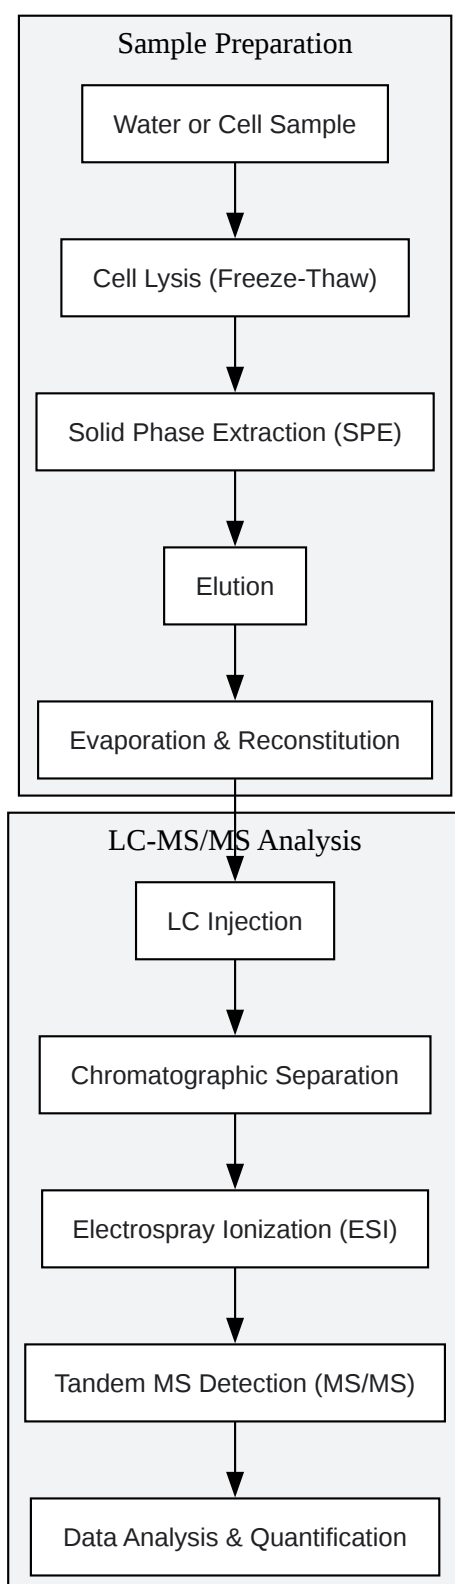 Sample Preparation
Water or Cell Sample
Cell Lysis (Freeze-Thaw)
Solid Phase Extraction (SPE)
Elution
Evaporation & Reconstitution
LC-MS/MS Analysis
LC Injection
Chromatographic Separation
Electrospray Ionization (ESI)
Tandem MS Detection (MS/MS)
Data Analysis & Quantification